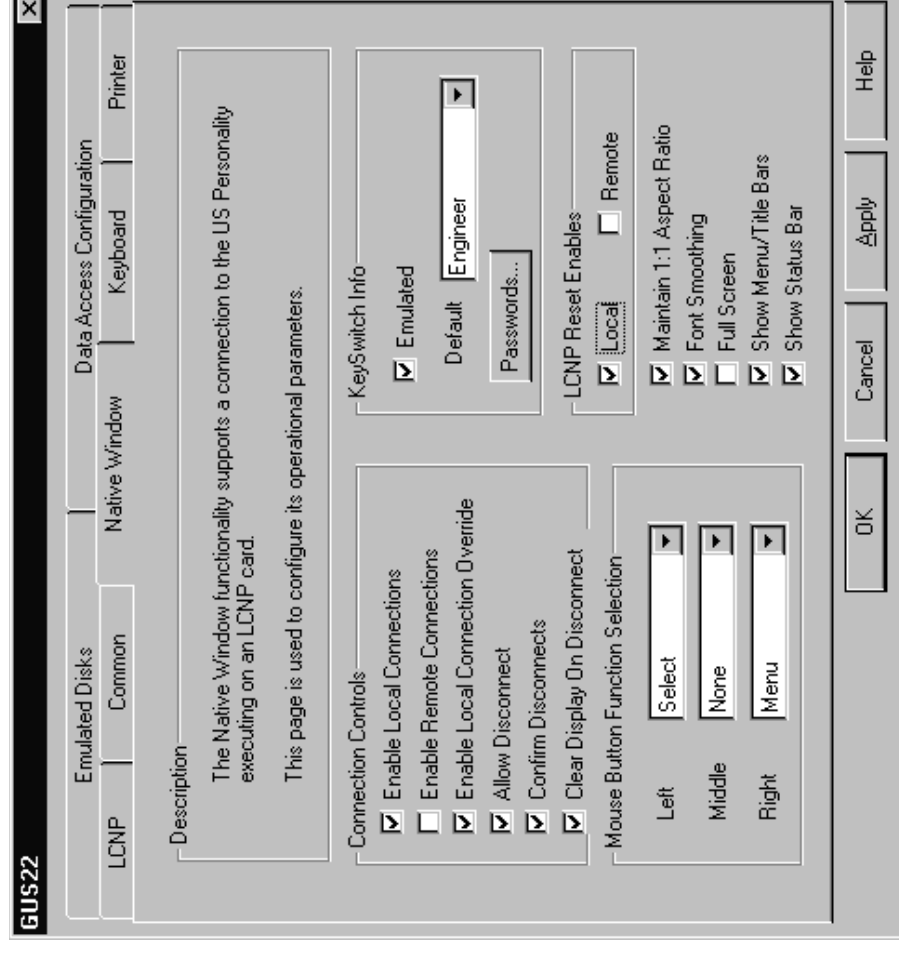 GUS22
Emulated Disks
Data Access Configuration
LCNP
Common
Native Window
Keyboard
Printer
Description
The Native Window functionality supports a connection to the US Personality
executing on an LCNP card.
This page is used to configure its operational parameters.
Connection Controls
Enable Local Connections
Enable Remote Connections
Enable Local Connection Override
Allow Disconnect
Confirm Disconnects
Clear Display On Disconnect
Mouse Button Function Selection
Left
Select
Middle
None
Right
Menu
KeySwitch Info
Emulated
Default
Engineer
Passwords...
LCNP Reset Enables
Local
Remote
Maintain 1:1 Aspect Ratio
Font Smoothing
Full Screen
Show Menu/Title Bars
Show Status Bar
OK
Cancel
Apply
Help